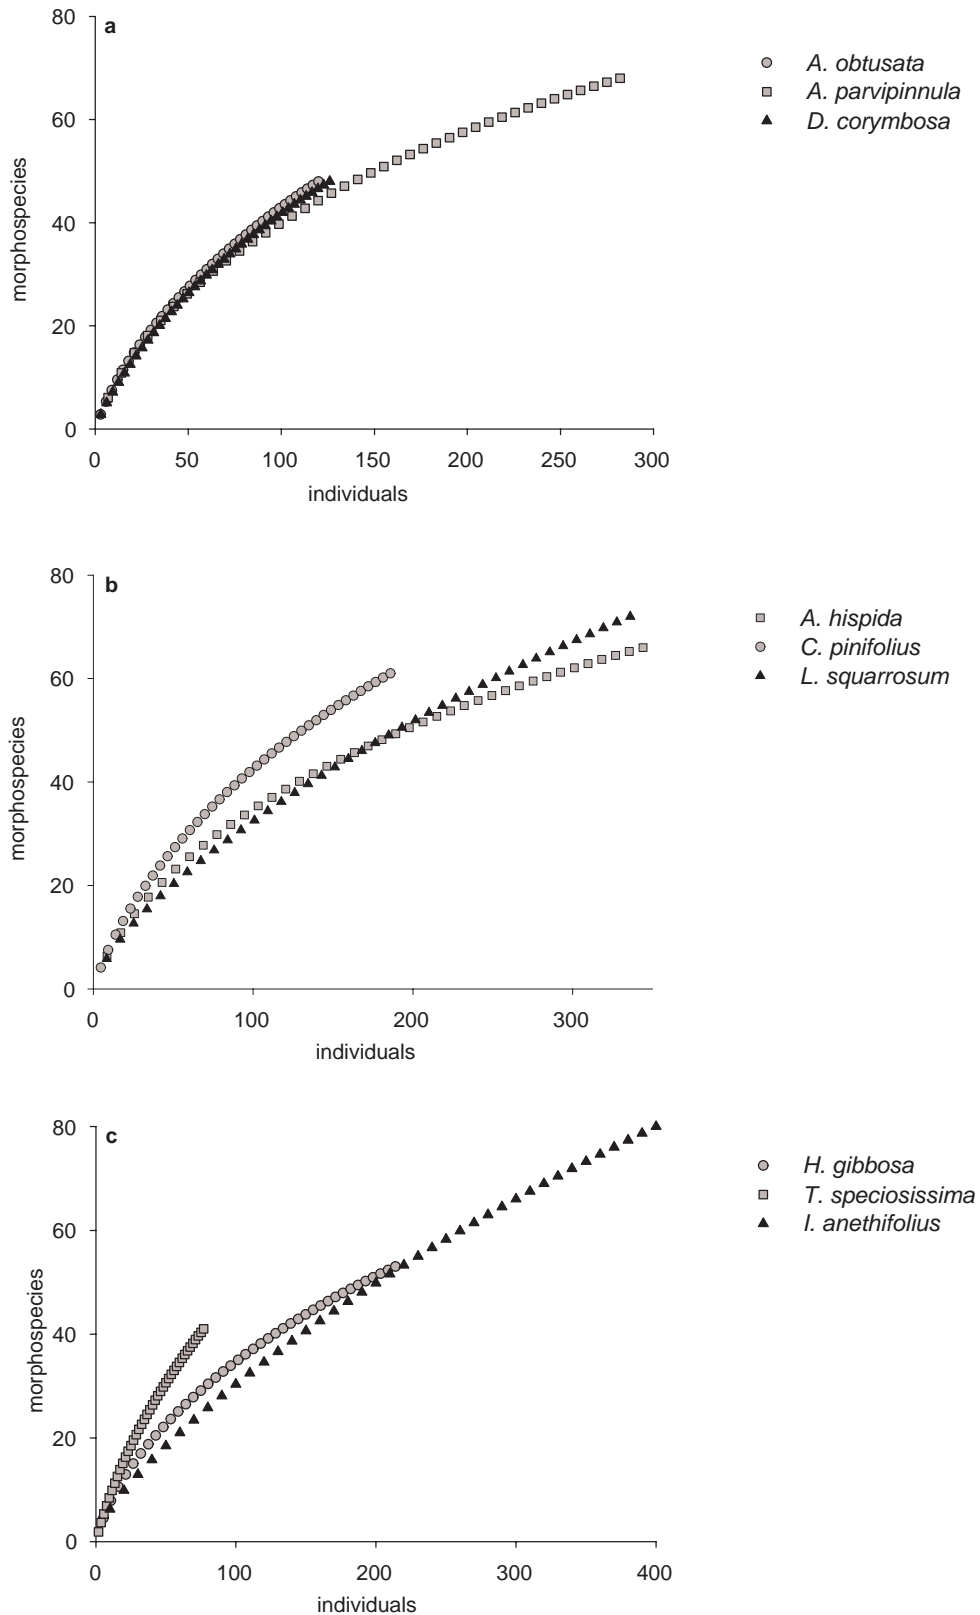 a
80
60
40
20
0
morphospecies
0 50 100 150 200 250 300
individuals
A. obtusata
A. parvipinnula
D. corymbosa
b
80
60
40
20
0
morphospecies
0 100 200 300
individuals
A. hispida
C. pinifolius
L. squarrosum
c
80
60
40
20
0
morphospecies
0 100 200 300 400
individuals
H. gibbosa
T. speciosissima
I. anethifolius